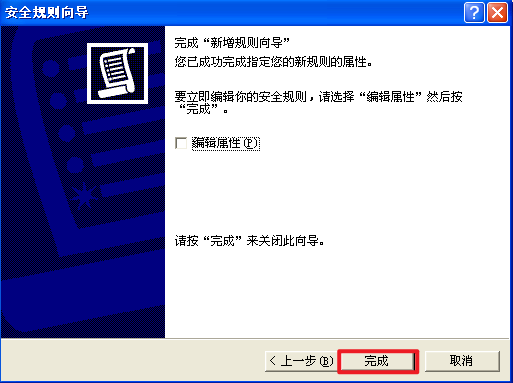 安全规则向导
完成“新增规则向导”
您已成功完成指定您的新规则的属性。
要立即编辑你的安全规则，请选择“编辑属性”然后按
“完成”。
编辑属性(P)
请按“完成”来关闭此向导。
< 上一步(B) 完成 取消